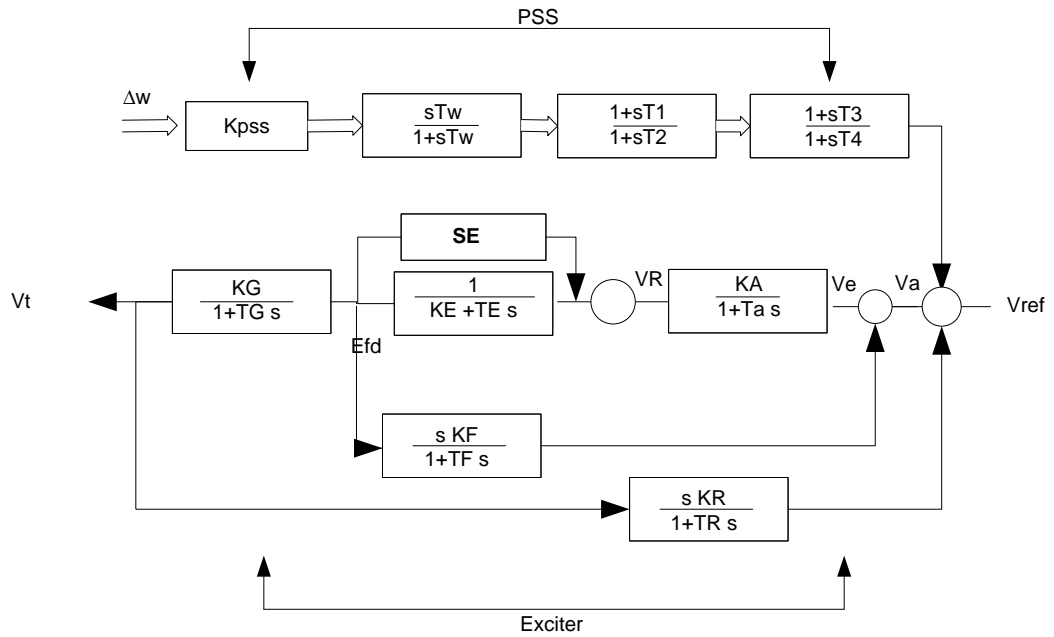 PSS
Δw
Kpss
sTw
1+sTw
1+sT1
1+sT2
1+sT3
1+sT4
SE
Vt
KG
1+TG s
Efd
1
KE +TE s
VR
KA
1+Ta s
Ve
Va
Vref
s KF
1+TF s
s KR
1+TR s
Exciter